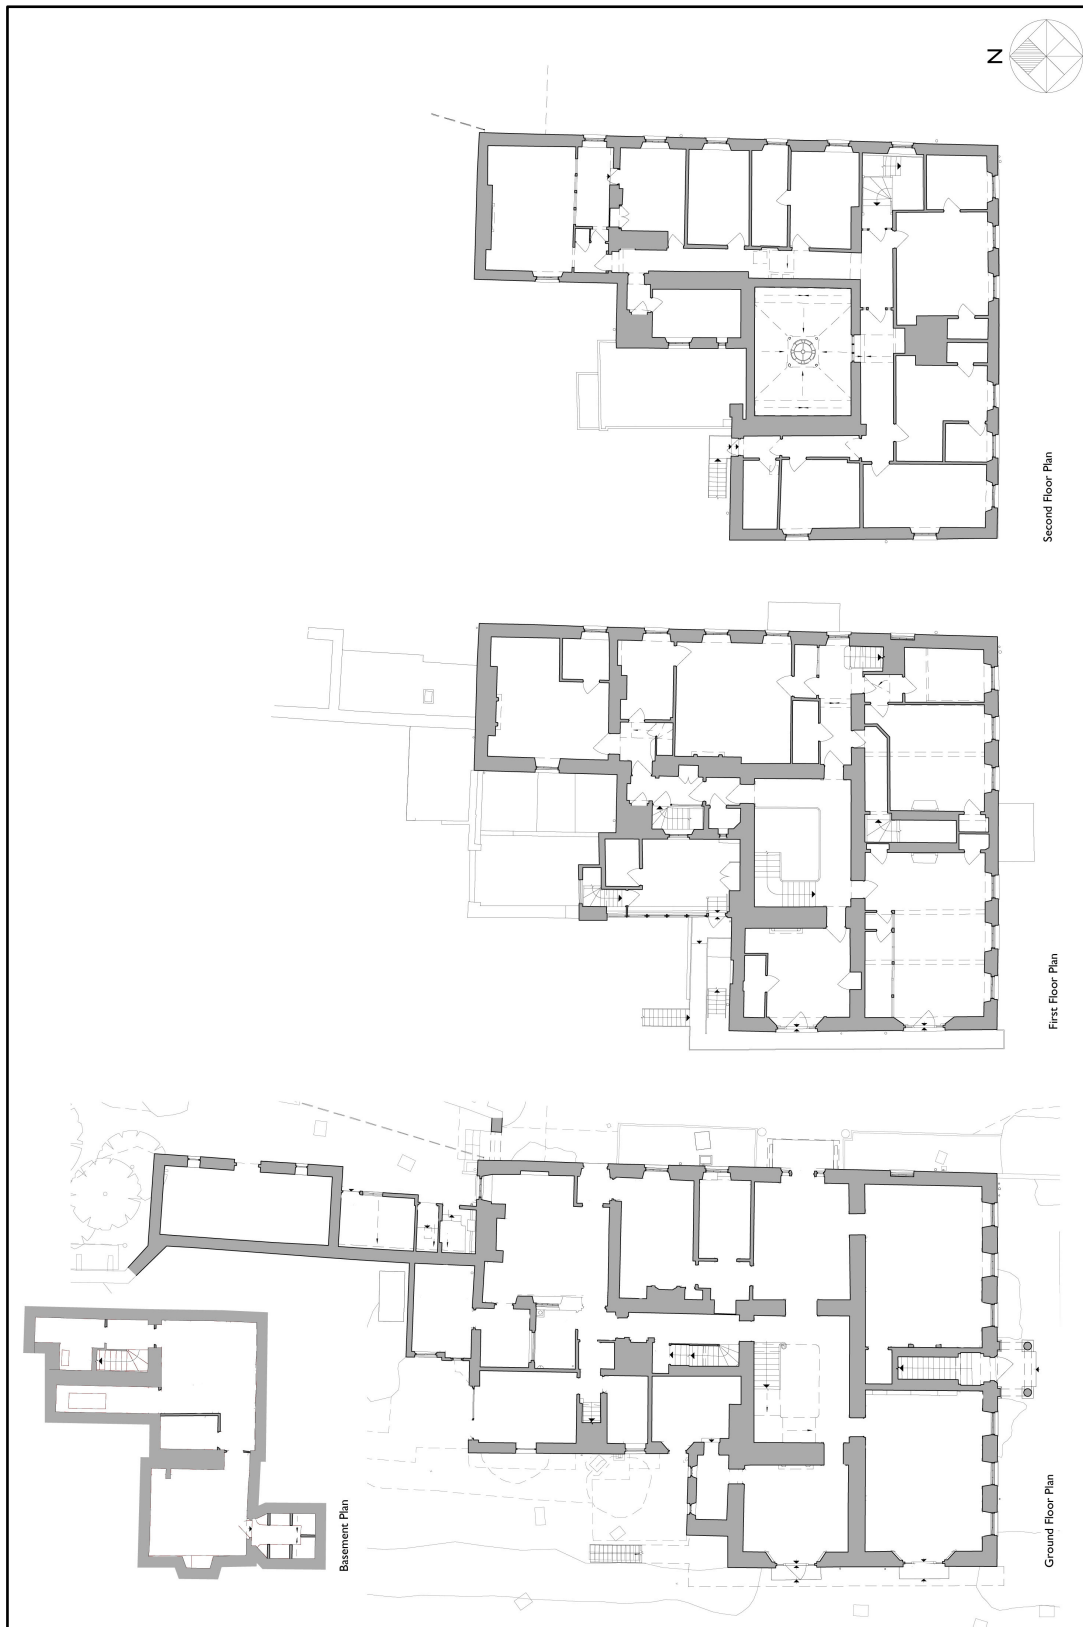 N
Second Floor Plan
First Floor Plan
Basement Plan
Ground Floor Plan